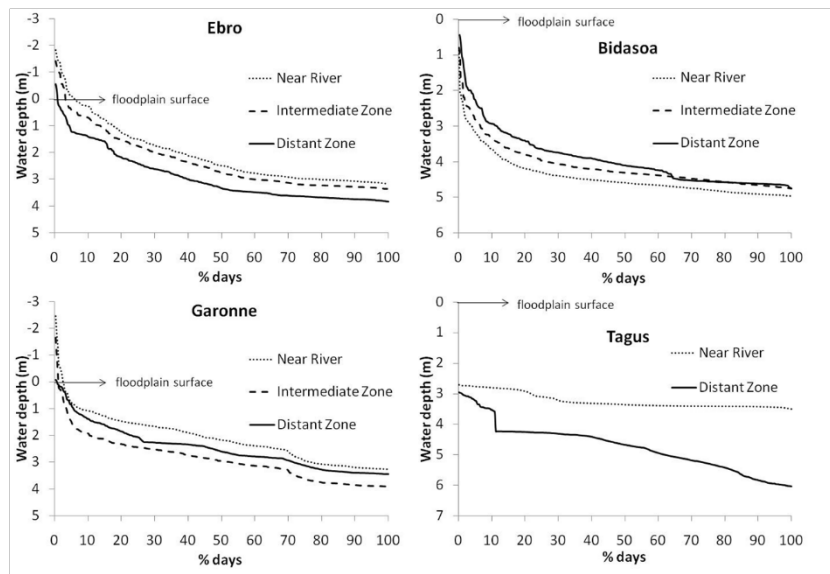 Ebro
-3
-2
-1
0
1
2
3
4
5
Water depth (m)
floodplain surface
Near River
Intermediate Zone
Distant Zone
0 10 20 30 40 50 60 70 80 90 100
% days
Bidasoa
0
1
2
3
4
5
6
Water depth (m)
floodplain surface
Near River
Intermediate Zone
Distant Zone
0 10 20 30 40 50 60 70 80 90 100
% days
Garonne
-3
-2
-1
0
1
2
3
4
5
Water depth (m)
floodplain surface
Near River
Intermediate Zone
Distant Zone
0 10 20 30 40 50 60 70 80 90 100
% days
Tagus
0
1
2
3
4
5
6
7
Water depth (m)
floodplain surface
Near River
Distant Zone
0 10 20 30 40 50 60 70 80 90 100
% days